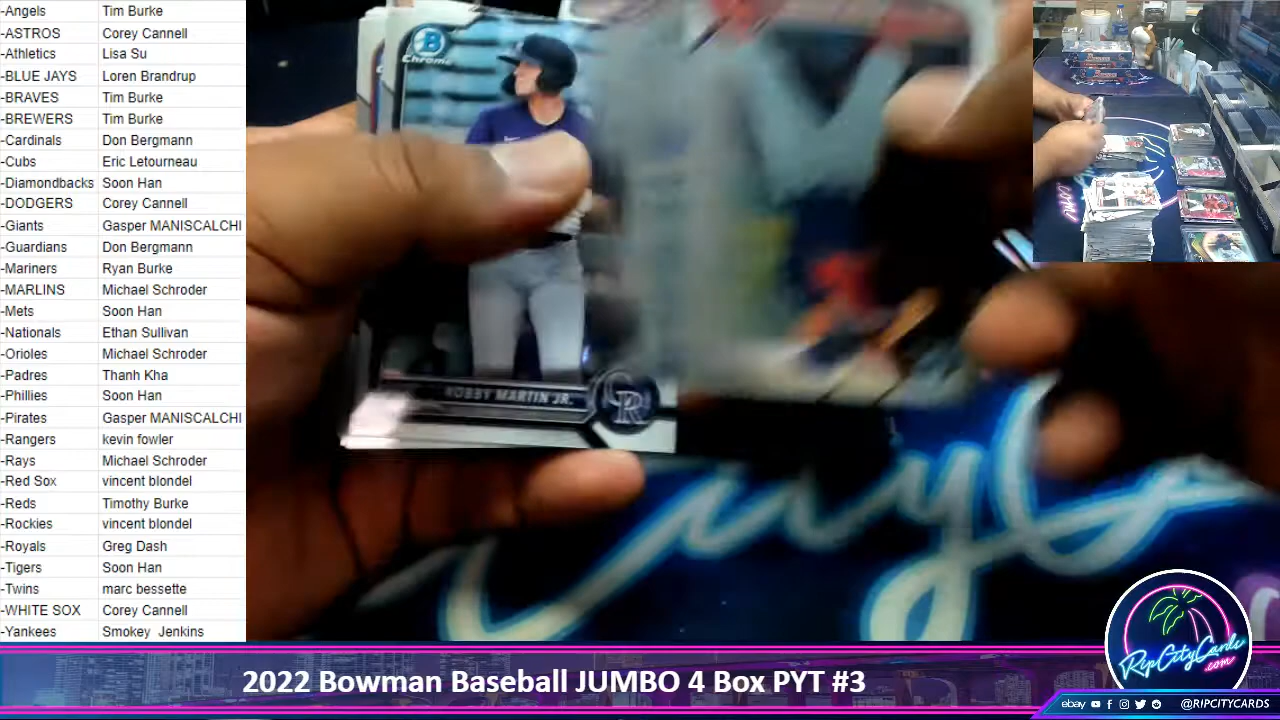 -Angels Tim Burke
-ASTROS Corey Cannell
-Athletics Lisa Su
-BLUE JAYS Loren Brandrup
-BRAVES Tim Burke
-BREWERS Tim Burke
-Cardinals Don Bergmann
-Cubs Eric Letourneau
-Diamondbacks Soon Han
-DODGERS Corey Cannell
-Giants Gasper MANISCALCHI
-Guardians Don Bergmann
-Mariners Ryan Burke
-MARLINS Michael Schroder
-Mets Soon Han
-Nationals Ethan Sullivan
-Orioles Michael Schroder
-Padres Thanh Kha
-Phillies Soon Han
-Pirates Gasper MANISCALCHI
-Rangers kevin fowler
-Rays Michael Schroder
-Red Sox vincent blondel
-Reds Timothy Burke
-Rockies vincent blondel
-Royals Greg Dash
-Tigers Soon Han
-Twins marc bessette
-WHITE SOX Corey Cannell
-Yankees Smokey Jenkins
B
Chrome
ROBBY MARTIN JR.
CR
RipCityCards
.com
2022 Bowman Baseball JUMBO 4 Box PYT #3
ebay @RIPCITYCARDS